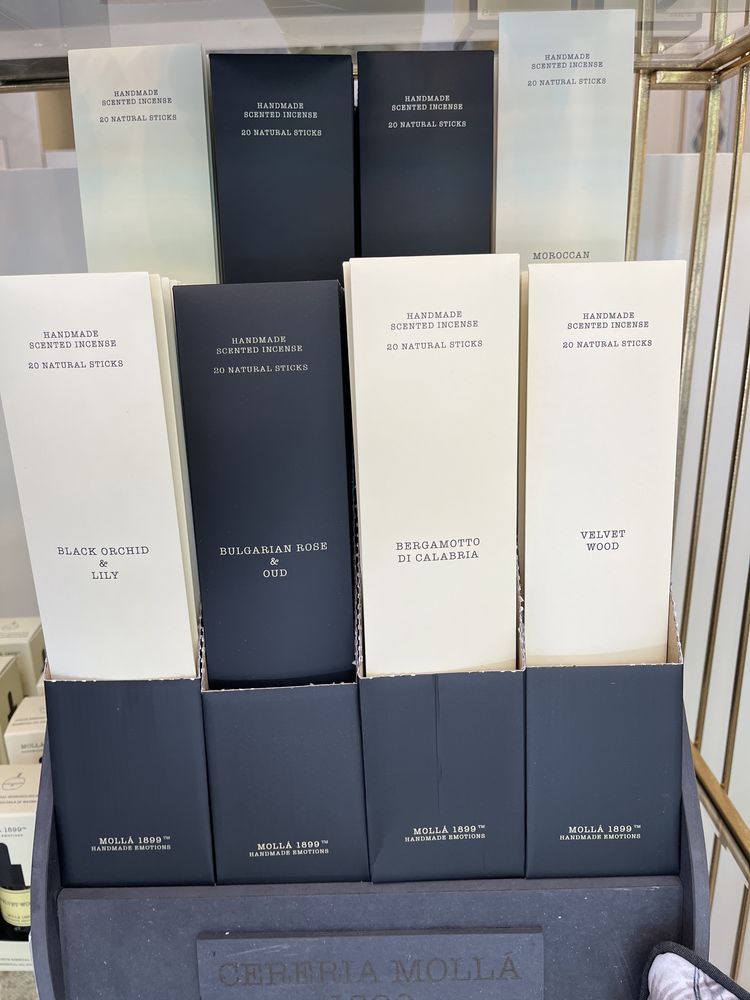 HANDMADE
SCENTED INCENSE
20 NATURAL STICKS
HANDMADE
SCENTED INCENSE
20 NATURAL STICKS
HANDMADE
SCENTED INCENSE
20 NATURAL STICKS
HANDMADE
SCENTED INCENSE
20 NATURAL STICKS
MOROCCAN
HANDMADE
SCENTED INCENSE
20 NATURAL STICKS
BLACK ORCHID
&
LILY
HANDMADE
SCENTED INCENSE
20 NATURAL STICKS
BULGARIAN ROSE
&
OUD
HANDMADE
SCENTED INCENSE
20 NATURAL STICKS
BERGAMOTTO
DI CALABRIA
HANDMADE
SCENTED INCENSE
20 NATURAL STICKS
VELVET
WOOD
MOLLÁ 1899™
HANDMADE EMOTIONS
MOLLÁ 1899™
HANDMADE EMOTIONS
MOLLÁ 1899™
HANDMADE EMOTIONS
MOLLÁ 1899™
HANDMADE EMOTIONS
CERERIA MOLLÁ